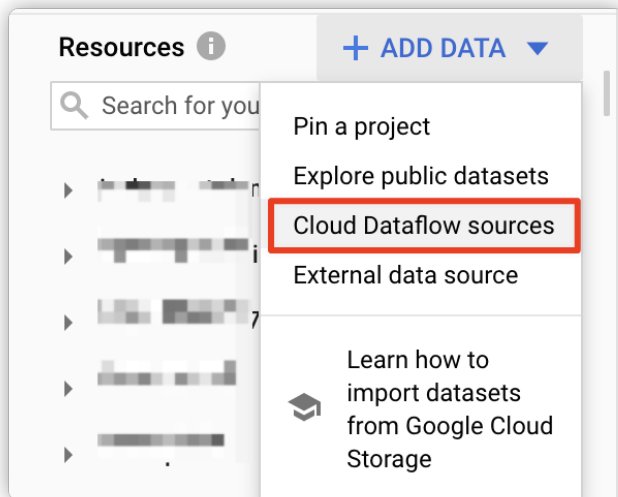 Resources
+ ADD DATA
Search for you
Pin a project
Explore public datasets
Cloud Dataflow sources
External data source
Learn how to
import datasets
from Google Cloud
Storage